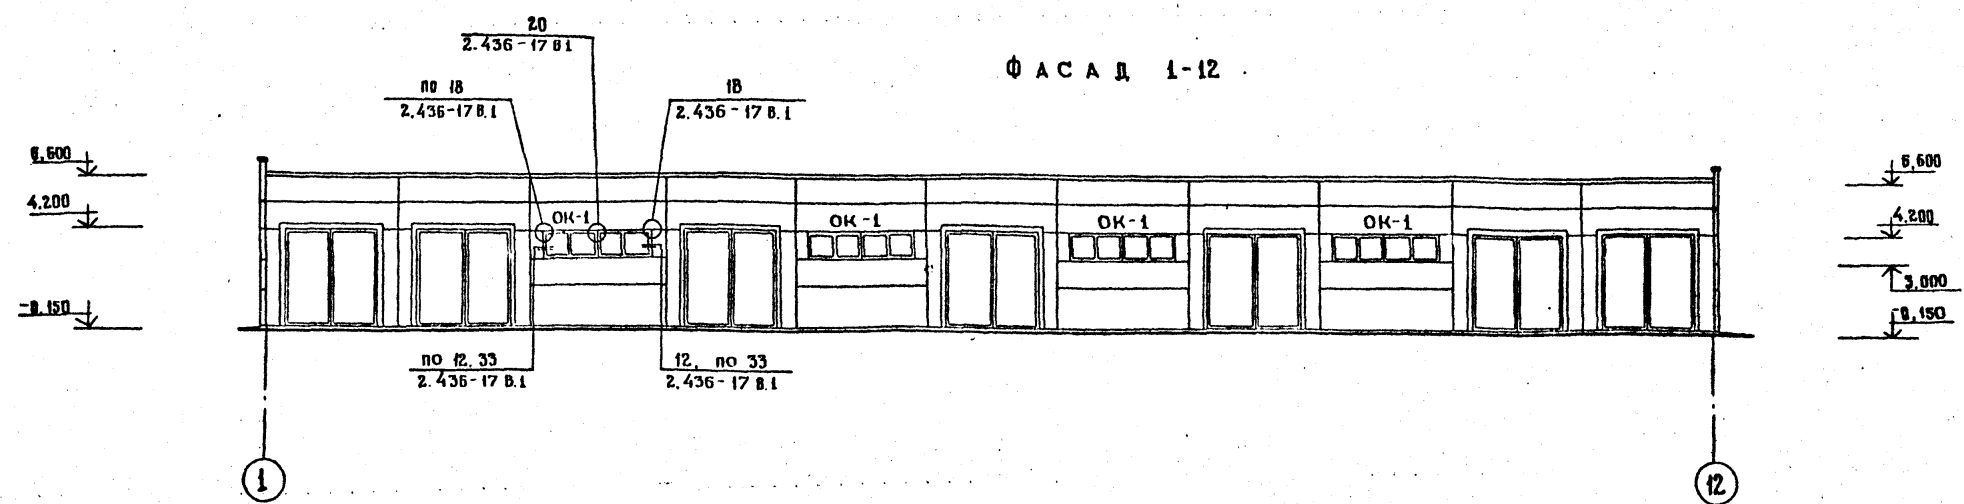 20
2.436-17 В1
ФАСАД 1-12
по 18
2.436-17 В.1
18
2.436-17 В.1
6,600
6,600
4.200
4.200
ОК-1
ОК-1
ОК-1
ОК-1
3,000
-0,150
-0,150
по 12, 33
2.436-17 В.1
12, по 33
2.436-17 В.1
1
12